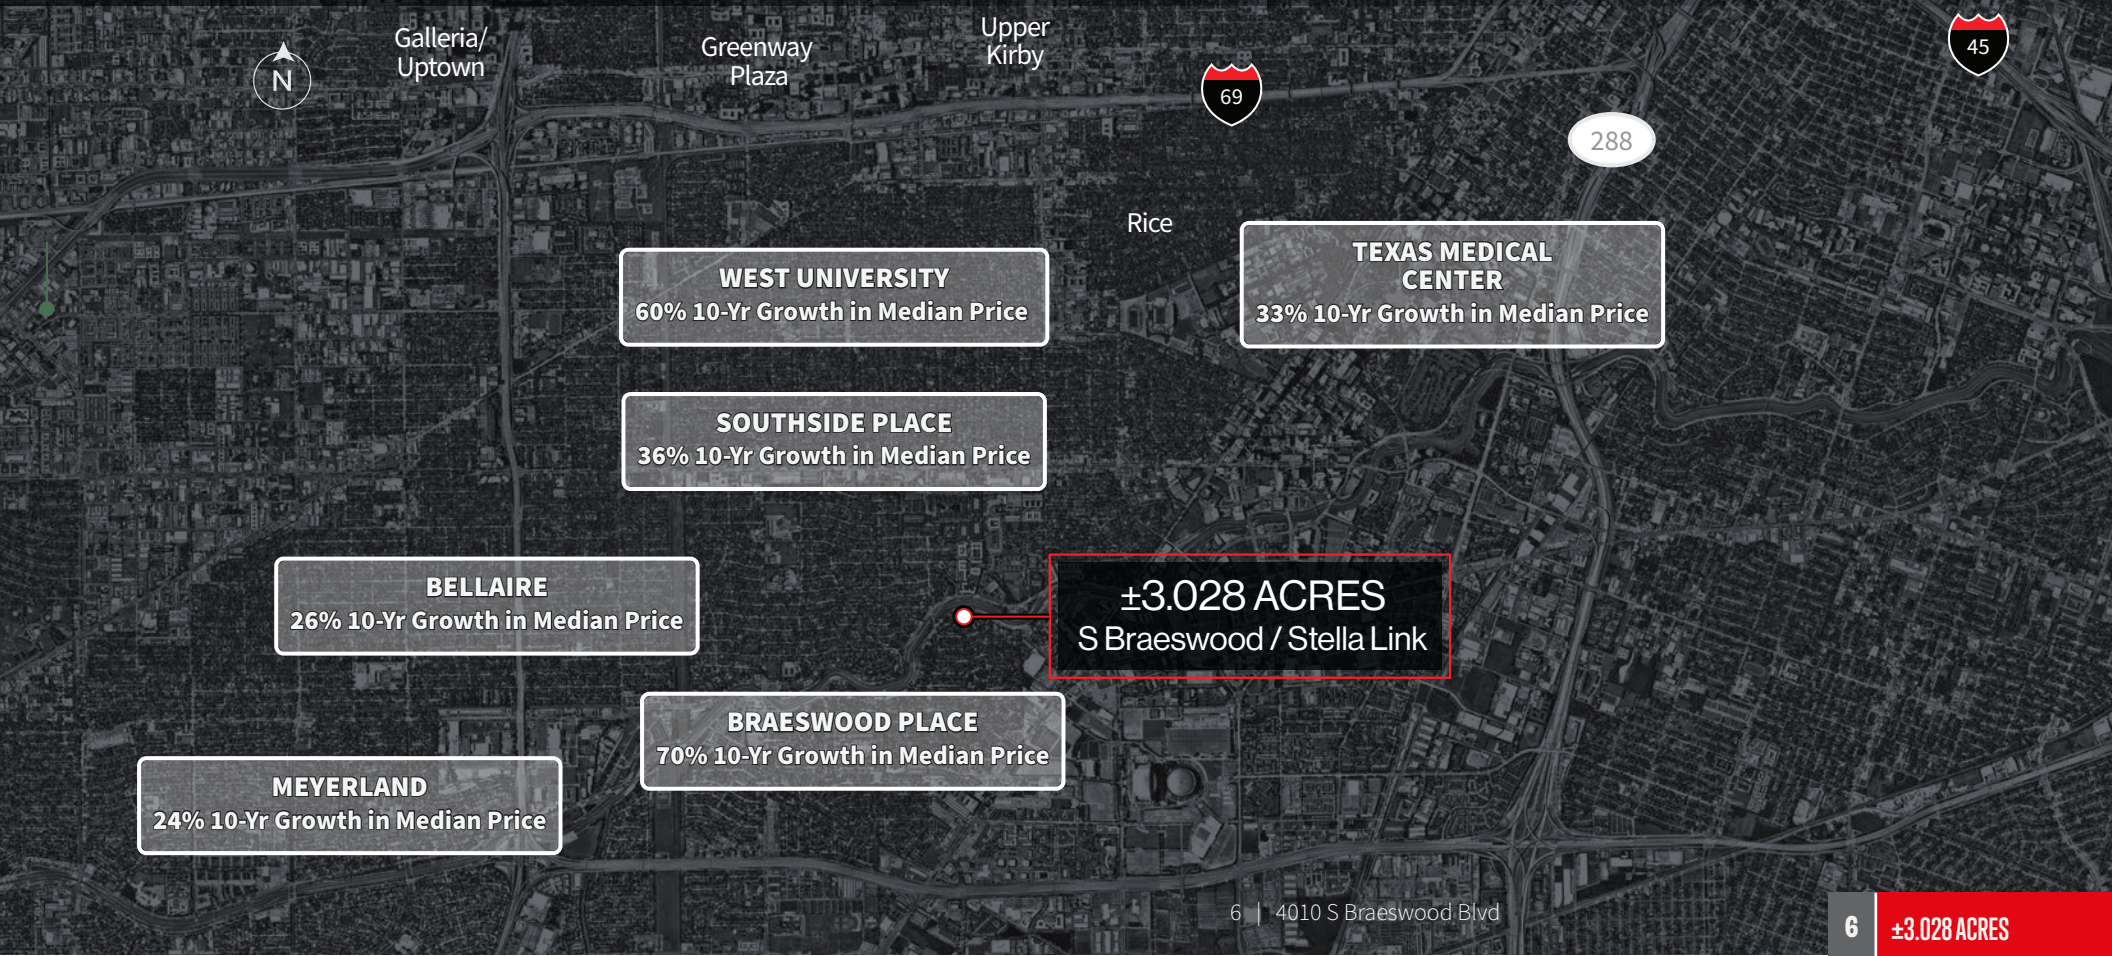 Galleria/
Uptown
Greenway
Plaza
Upper
Kirby
45
N
69
288
Rice
TEXAS MEDICAL
CENTER
33% 10-Yr Growth in Median Price
WEST UNIVERSITY
60% 10-Yr Growth in Median Price
SOUTHSIDE PLACE
36% 10-Yr Growth in Median Price
BELLAIRE
26% 10-Yr Growth in Median Price
±3.028 ACRES
S Braeswood / Stella Link
BRAESWOOD PLACE
70% 10-Yr Growth in Median Price
MEYERLAND
24% 10-Yr Growth in Median Price
6 | 4010 S Braeswood Blvd
6 ±3.028 ACRES